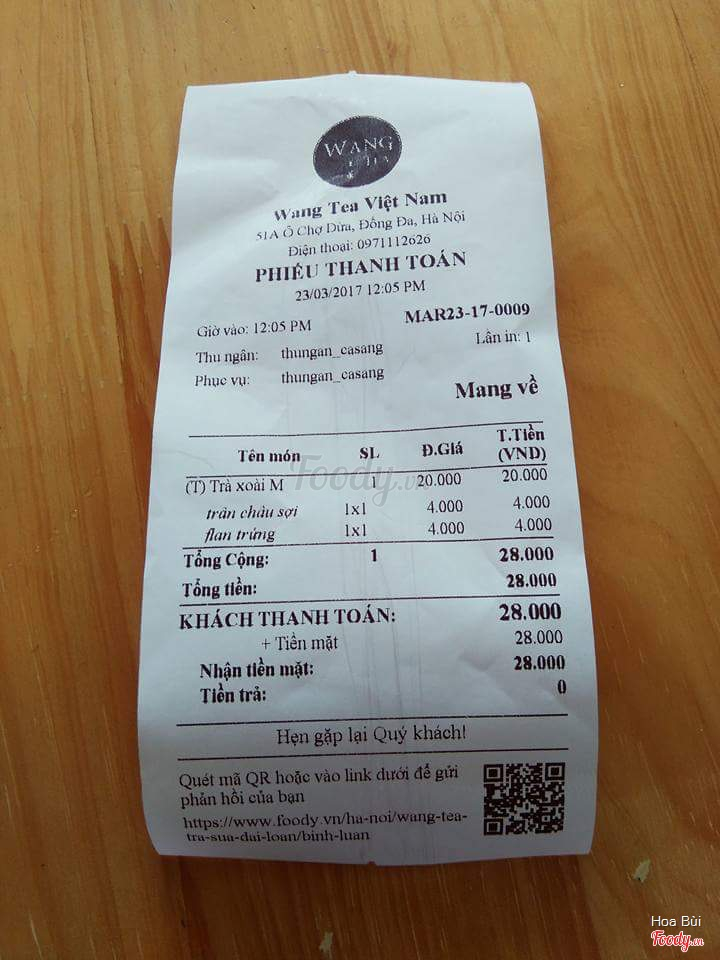 WANG
TEA
Wang Tea Việt Nam
51A Ô Chợ Dừa, Đống Đa, Hà Nội
Điện thoại: 0971112626
PHIẾU THANH TOÁN
23/03/2017 12:05 PM
MAR23-17-0009
Giờ vào: 12:05 PM
Lần in: 1
Thu ngân: thungan_casang
Phục vụ: thungan_casang
Mang về
Tên món SL Đ.Giá T.Tiền (VND)
(T) Trà xoài M 1 20.000 20.000
trân châu sợi 1x1 4.000 4.000
flan trứng 1x1 4.000 4.000
Tổng Cộng: 1 28.000
Tổng tiền: 28.000
KHÁCH THANH TOÁN: 28.000
+ Tiền mặt 28.000
Nhận tiền mặt: 28.000
Tiền trả: 0
Hẹn gặp lại Quý khách!
Quét mã QR hoặc vào link dưới để gửi
phản hồi của bạn
https://www.foody.vn/ha-noi/wang-tea-
tra-sua-dai-loan/binh-luan
Foody.vn
Hoa Bùi
Foody.vn